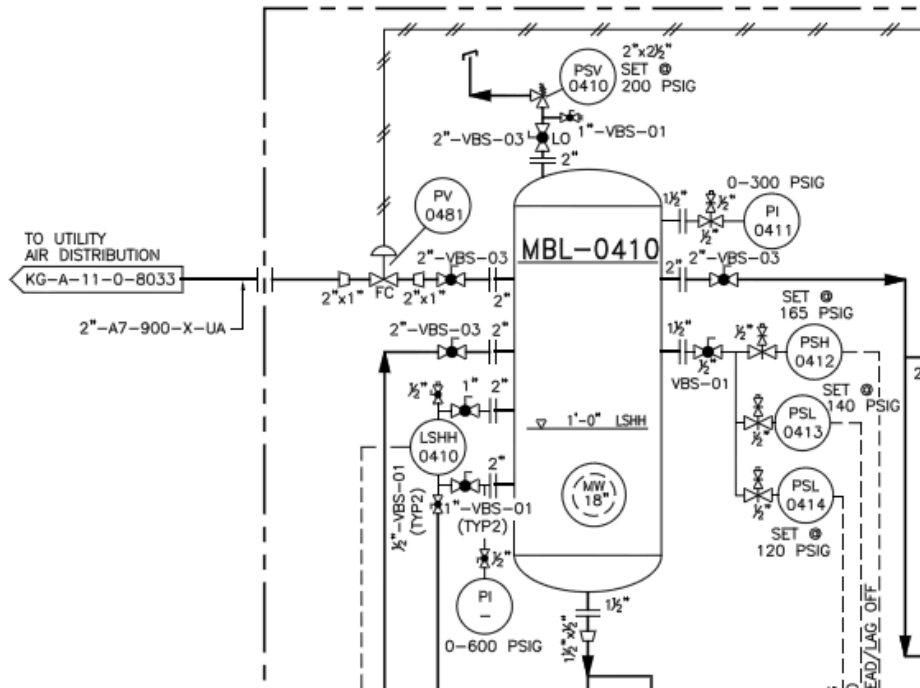 2"x2½"
PSV
0410
SET @
200 PSIG
2"-VBS-03
LO
1"-VBS-01
2"
PV
0481
1½"
0-300 PSIG
½"
½"
PI
0411
MBL-0410
TO UTILITY
AIR DISTRIBUTION
KG-A-11-0-8033
2"-VBS-03
2"x1"
FC
2"x1"
2"
2"
2"-VBS-03
2"-A7-900-X-UA
2"-VBS-03
2"
1½"
½"
VBS-01
SET @
165 PSIG
½"
PSH
0412
½"
1"
2"
LSHH
0410
1'-0" LSHH
SET @
140 PSIG
PSL
0413
½"
2"
1"-VBS-01
(TYP2)
½"-VBS-01
(TYP2)
MW
18"
PSL
0414
½"
SET @
120 PSIG
½"
PI
-
0-600 PSIG
1½"
1½"x½"
EAD/LAG OFF
2